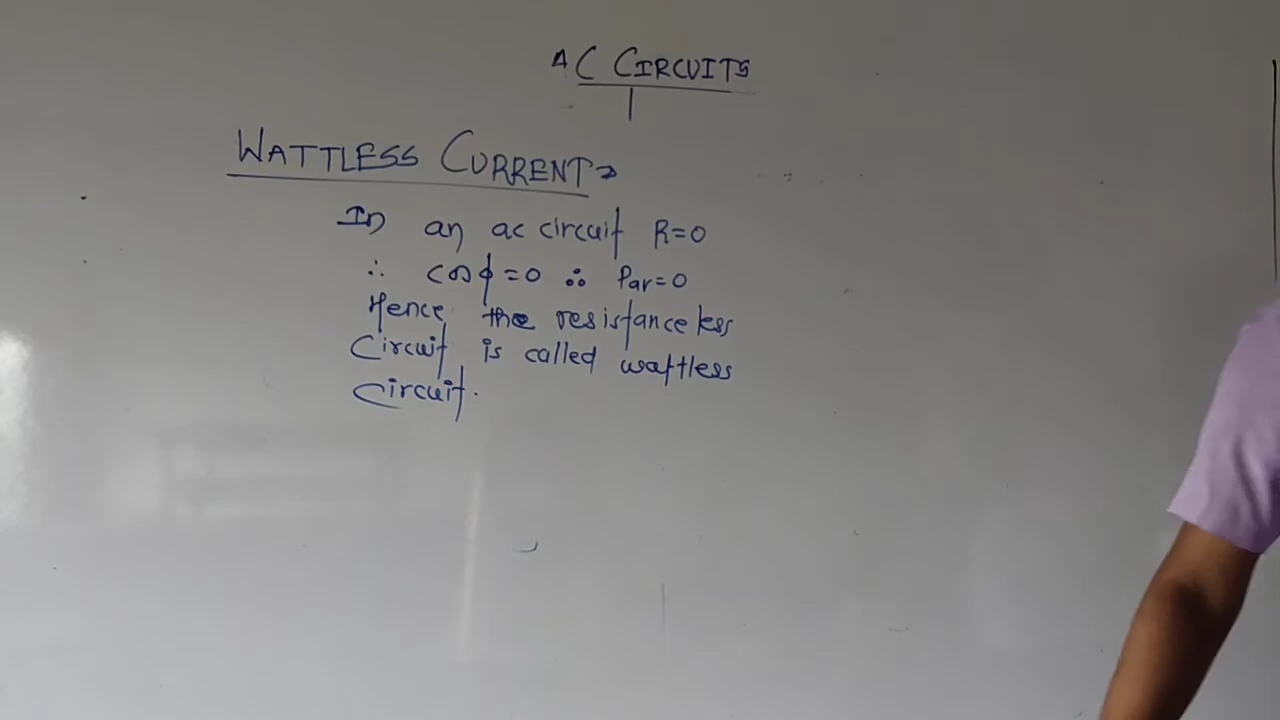 AC CIRCUITS
WATTLESS CURRENT⇒
In an ac circuit R=0
∴ cosϕ=0 ∴ Pav=0
Hence the resistance less
Circuit is called wattless
Circuit.